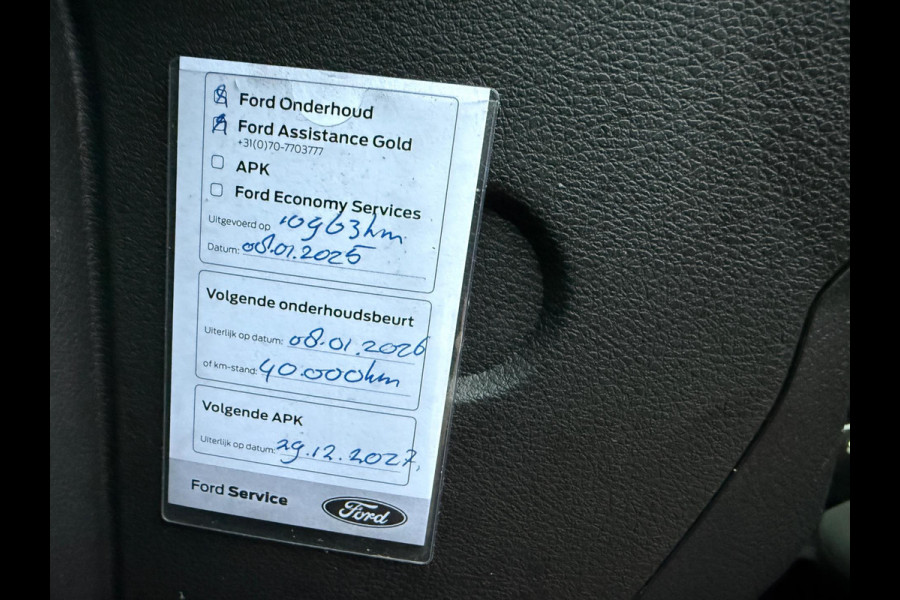 Ford Onderhoud
Ford Assistance Gold
+31(0)70-7703777
APK
Ford Economy Services
Uitgevoerd op 10963km
Datum: 08.01.2025
Volgende onderhoudsbeurt
Uiterlijk op datum: 08.01.2026
of km-stand: 40.000km
Volgende APK
Uiterlijk op datum: 29.12.2027,
Ford Service
Ford